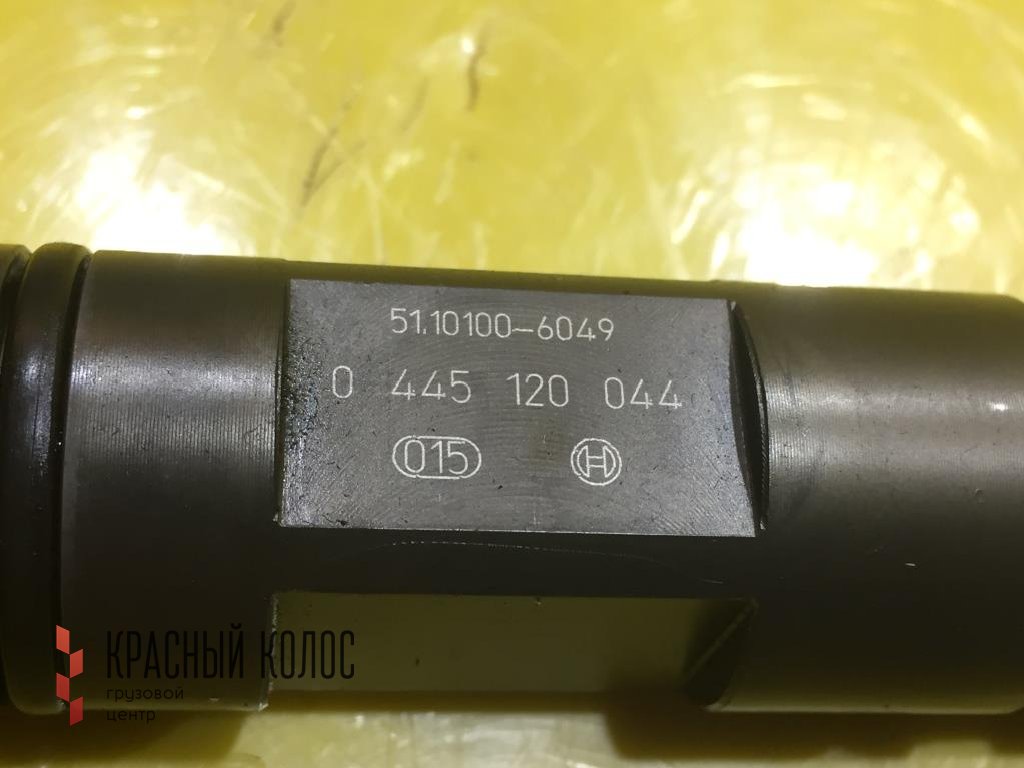 51.10100-6049
0 445 120 044
015
H
КРАСНЫЙ КОЛОС
грузовой
центр